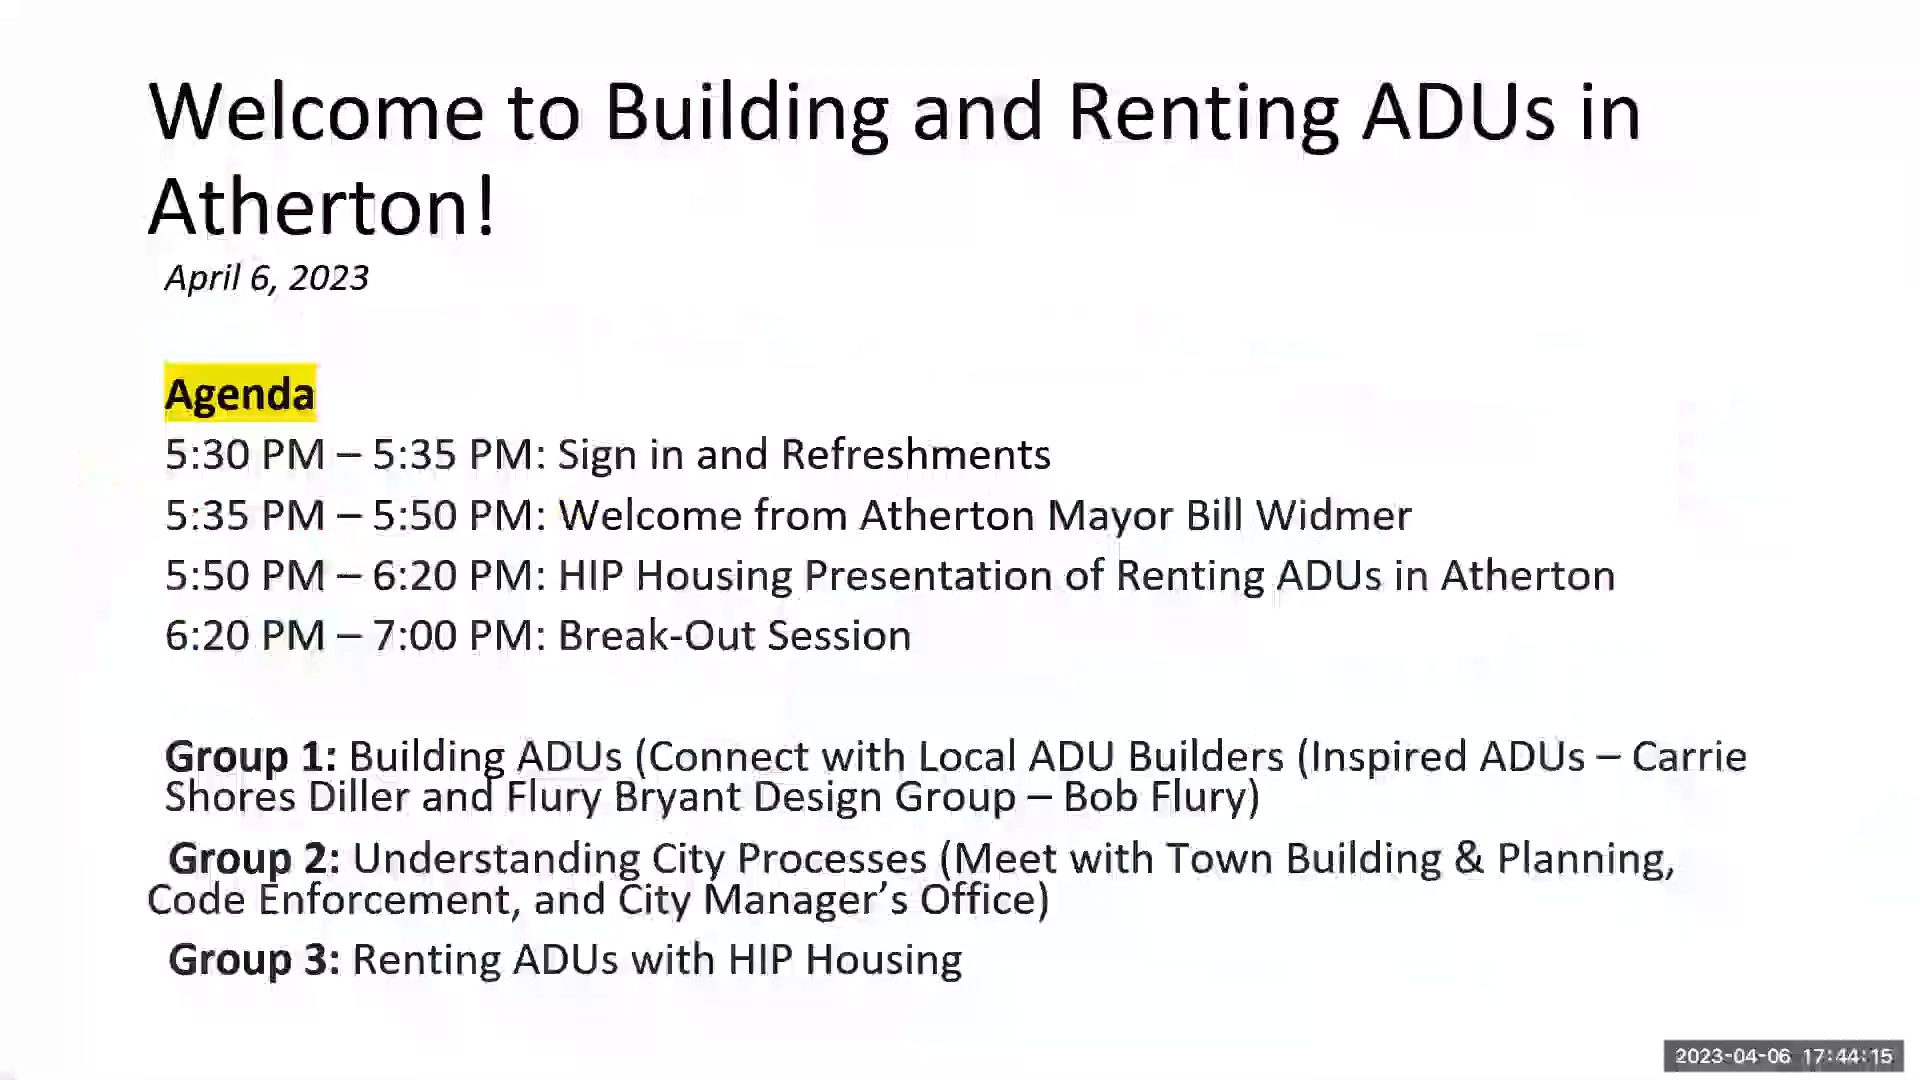 Welcome to Building and Renting ADUs in
Atherton!
April 6, 2023
Agenda
5:30 PM – 5:35 PM: Sign in and Refreshments
5:35 PM – 5:50 PM: Welcome from Atherton Mayor Bill Widmer
5:50 PM – 6:20 PM: HIP Housing Presentation of Renting ADUs in Atherton
6:20 PM – 7:00 PM: Break-Out Session
Group 1: Building ADUs (Connect with Local ADU Builders (Inspired ADUs – Carrie
Shores Diller and Flury Bryant Design Group – Bob Flury)
Group 2: Understanding City Processes (Meet with Town Building & Planning,
Code Enforcement, and City Manager’s Office)
Group 3: Renting ADUs with HIP Housing
2023-04-06 17:44:15